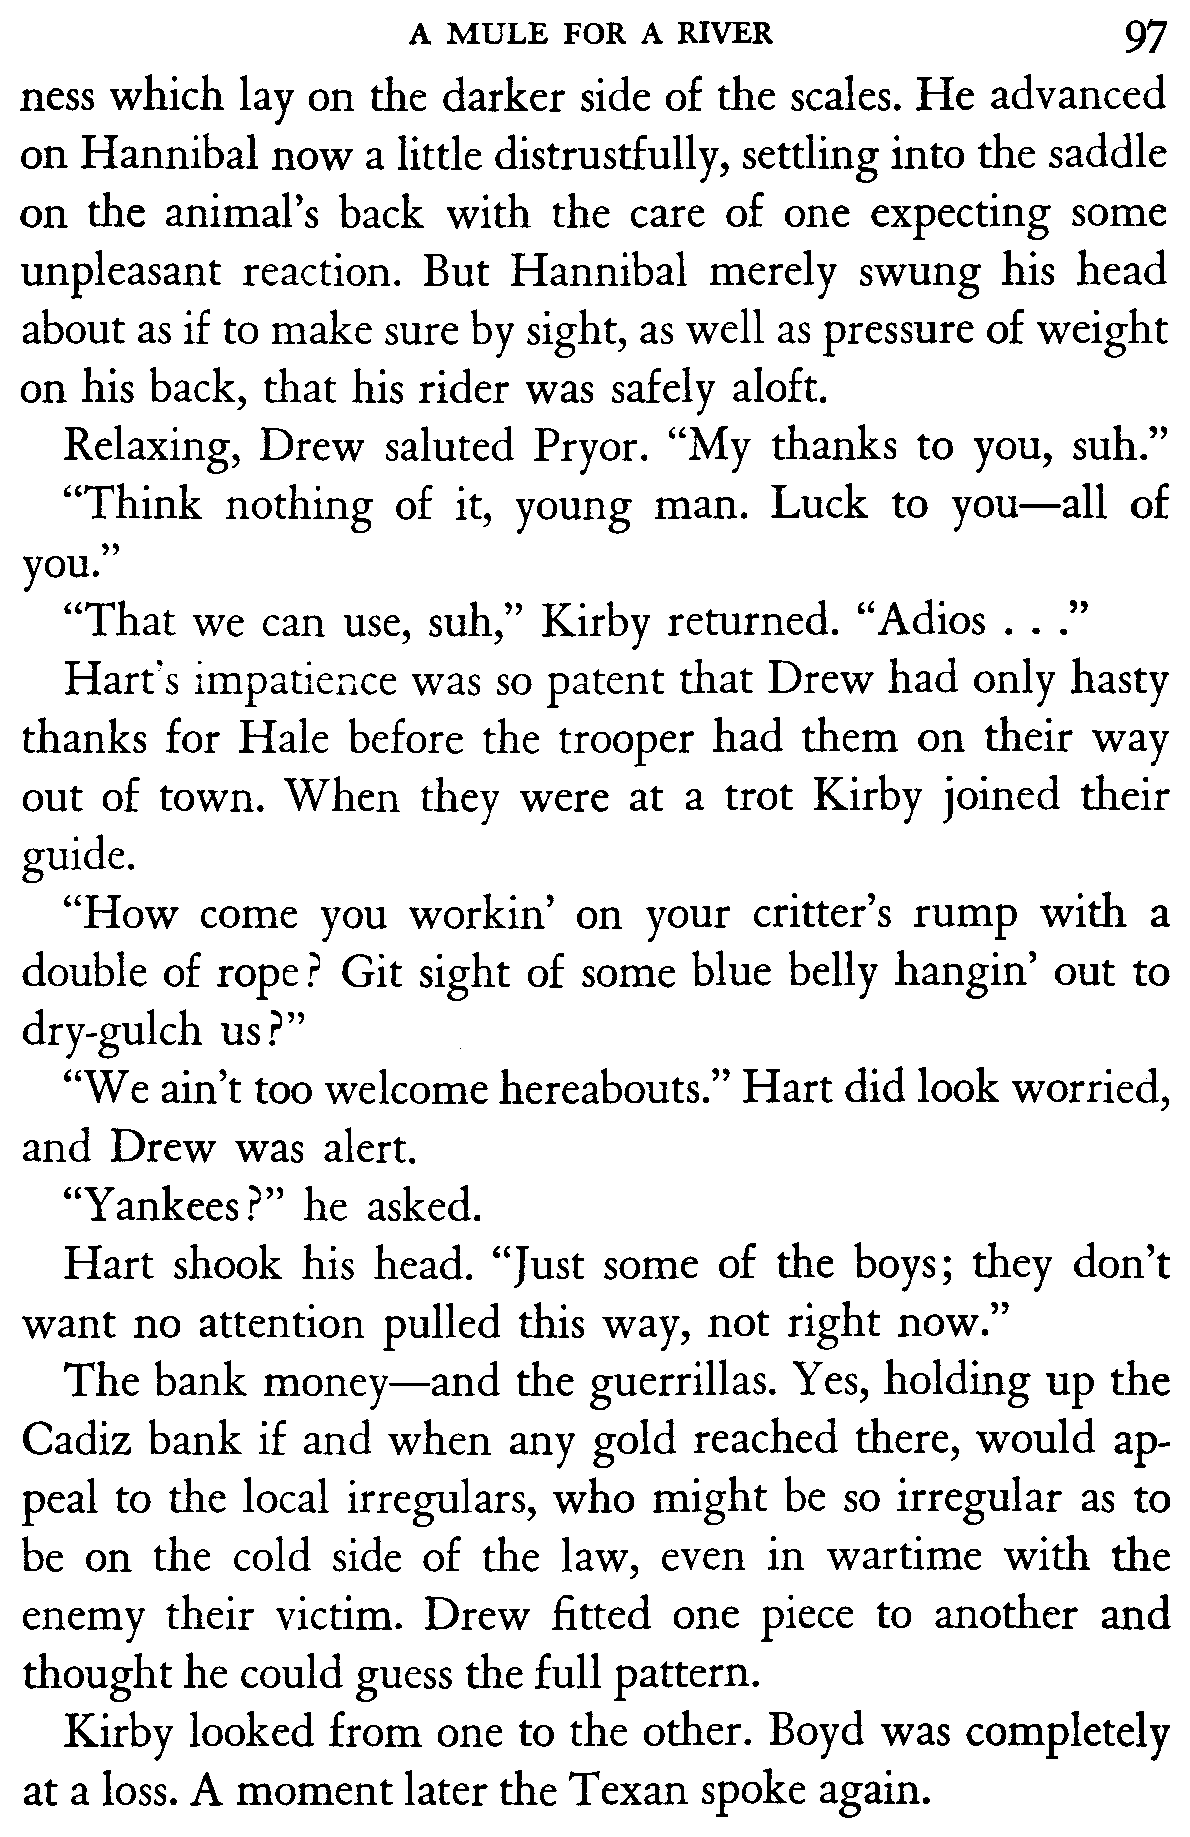 A MULE FOR A RIVER 97
ness which lay on the darker side of the scales. He advanced
on Hannibal now a little distrustfully, settling into the saddle
on the animal's back with the care of one expecting some
unpleasant reaction. But Hannibal merely swung his head
about as if to make sure by sight, as well as pressure of weight
on his back, that his rider was safely aloft.
Relaxing, Drew saluted Pryor. “My thanks to you, suh.”
“Think nothing of it, young man. Luck to you—all of
you.”
“That we can use, suh,” Kirby returned. “Adios . . .”
Hart's impatience was so patent that Drew had only hasty
thanks for Hale before the trooper had them on their way
out of town. When they were at a trot Kirby joined their
guide.
“How come you workin’ on your critter’s rump with a
double of rope? Git sight of some blue belly hangin’ out to
dry-gulch us?”
“We ain’t too welcome hereabouts.” Hart did look worried,
and Drew was alert.
“Yankees?” he asked.
Hart shook his head. “Just some of the boys; they don’t
want no attention pulled this way, not right now.”
The bank money—and the guerrillas. Yes, holding up the
Cadiz bank if and when any gold reached there, would ap-
peal to the local irregulars, who might be so irregular as to
be on the cold side of the law, even in wartime with the
enemy their victim. Drew fitted one piece to another and
thought he could guess the full pattern.
Kirby looked from one to the other. Boyd was completely
at a loss. A moment later the Texan spoke again.